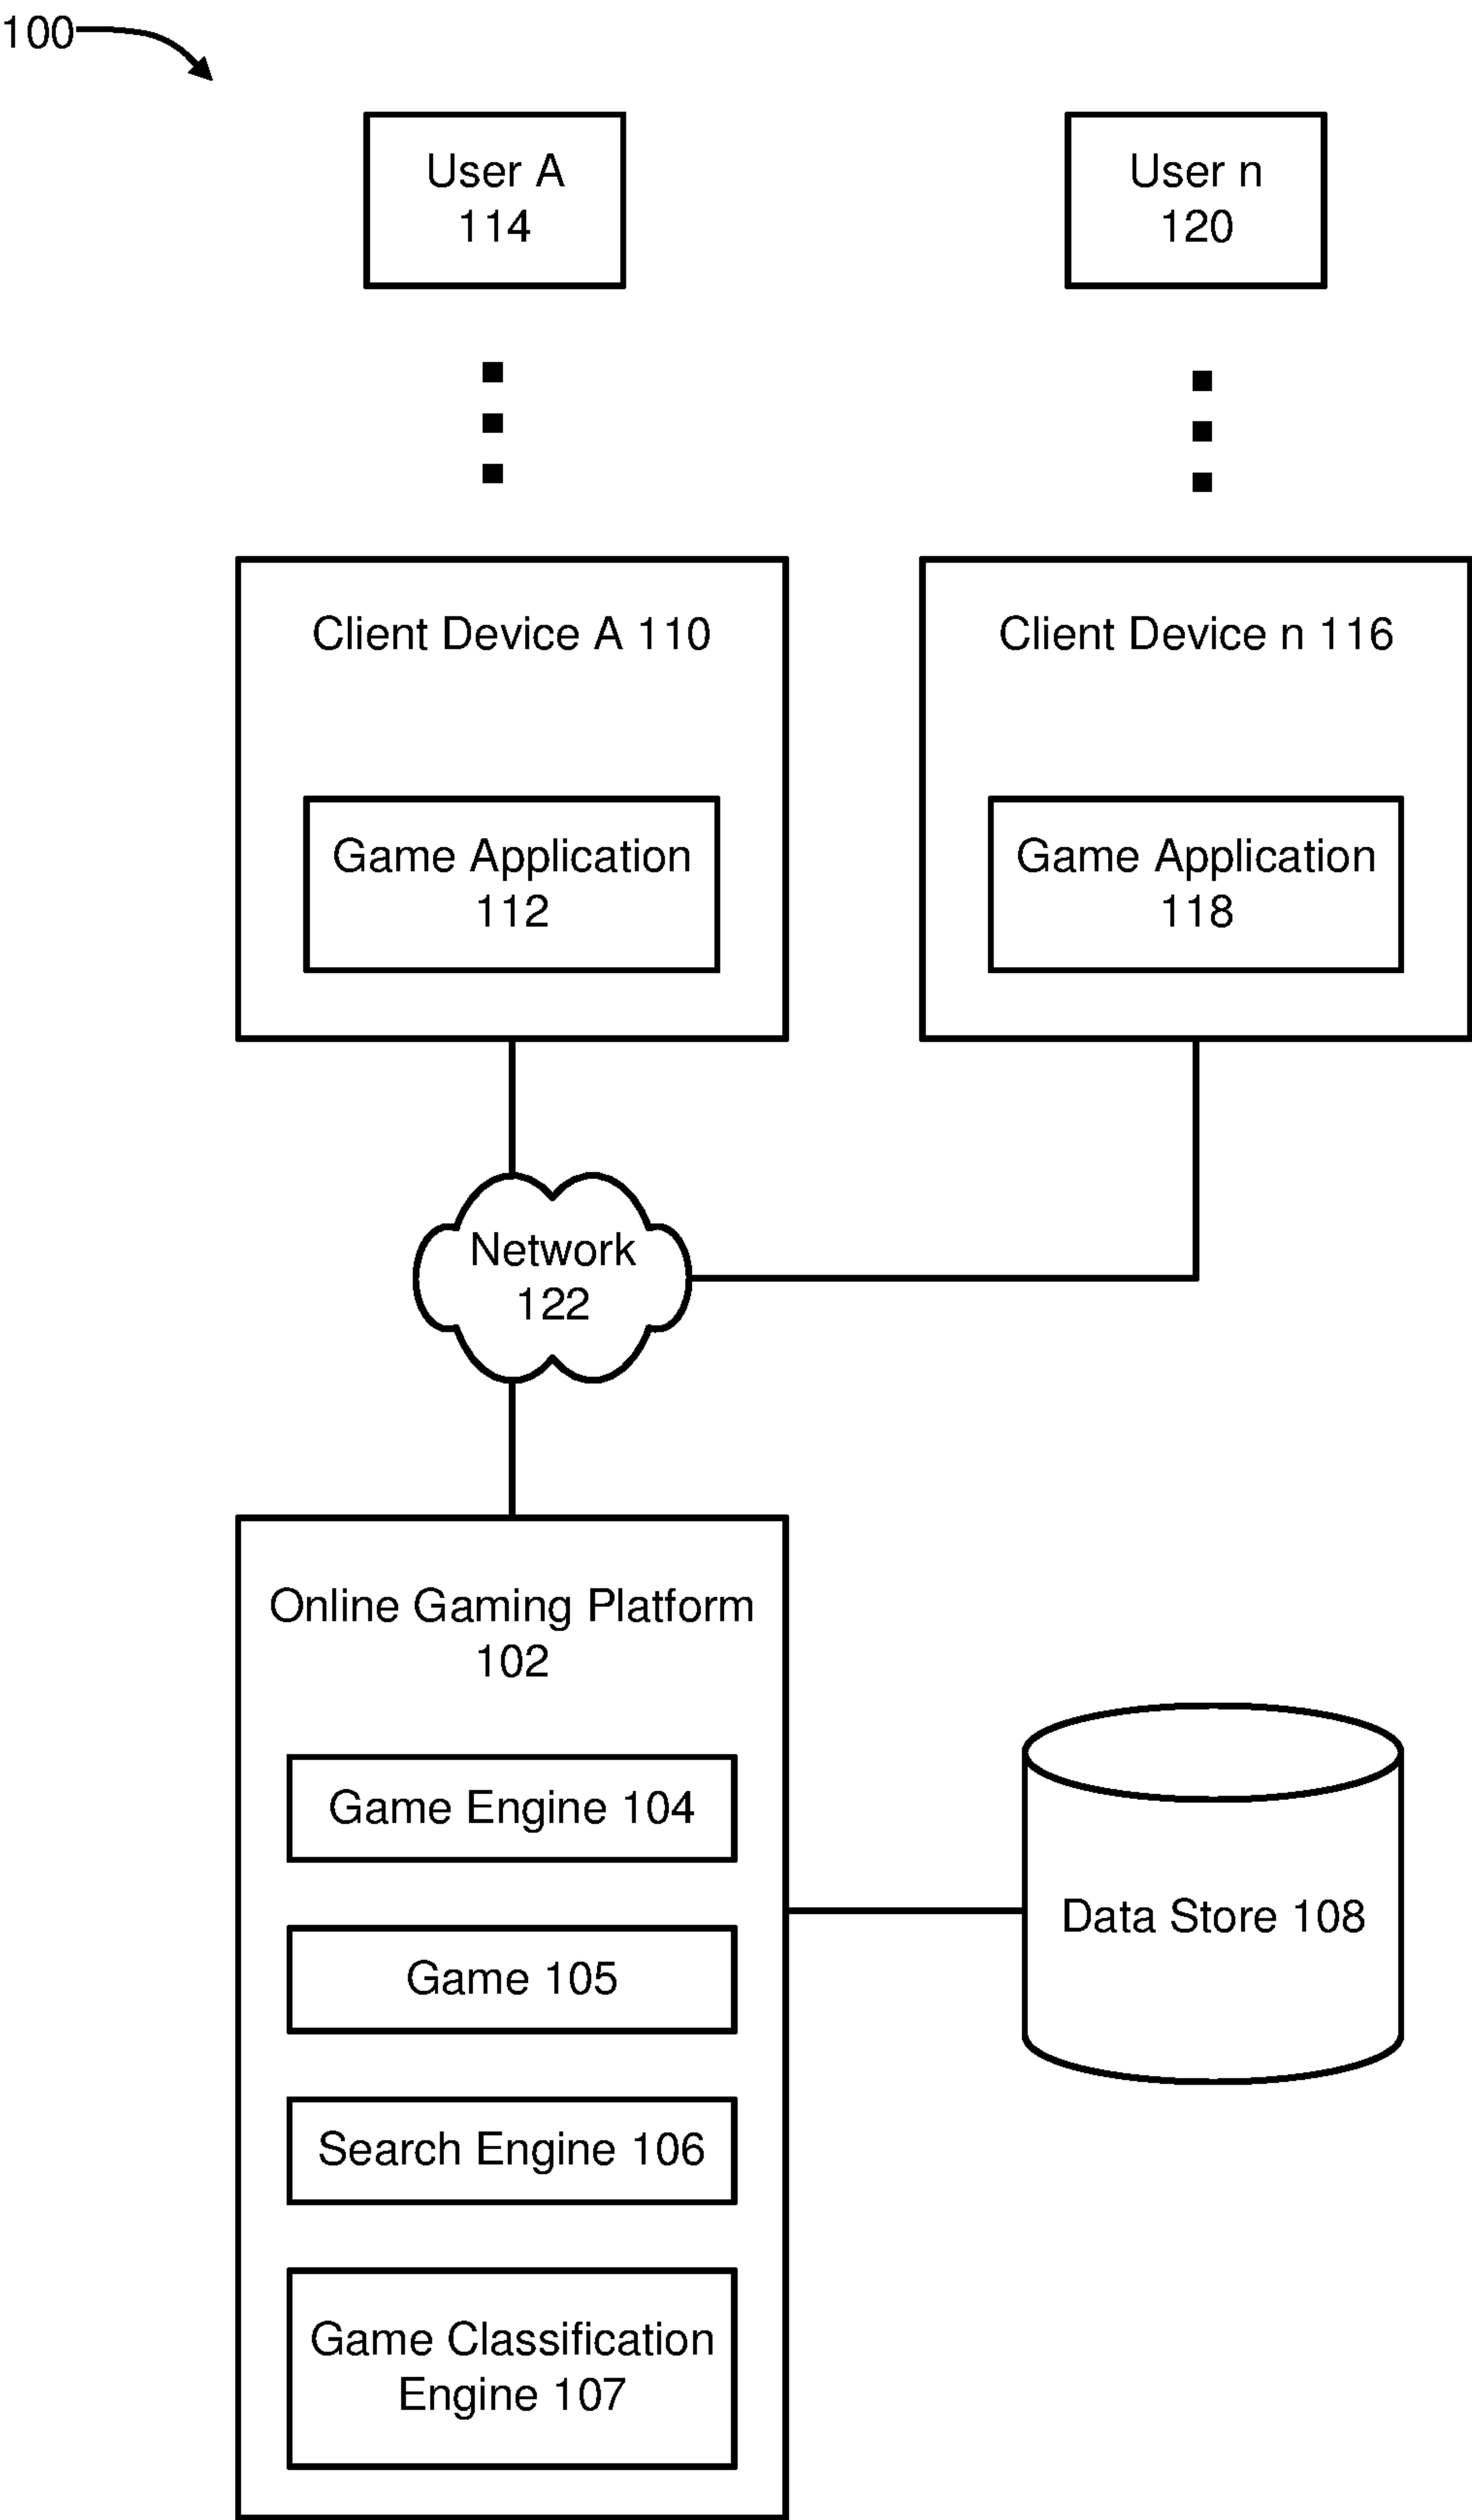 100
User A
114
User n
120
Client Device A 110
Client Device n 116
Game Application
112
Game Application
118
Network
122
Online Gaming Platform
102
Game Engine 104
Game 105
Search Engine 106
Game Classification
Engine 107
Data Store 108